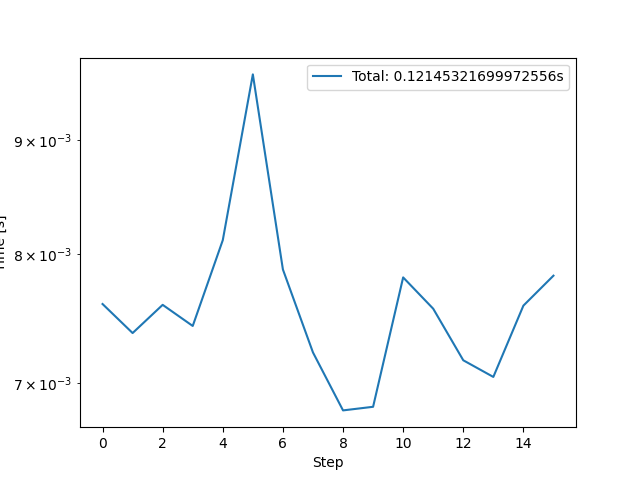 Total: 0.12145321699972556s
9 × 10⁻³
8 × 10⁻³
7 × 10⁻³
[s]
0 2 4 6 8 10 12 14
Step